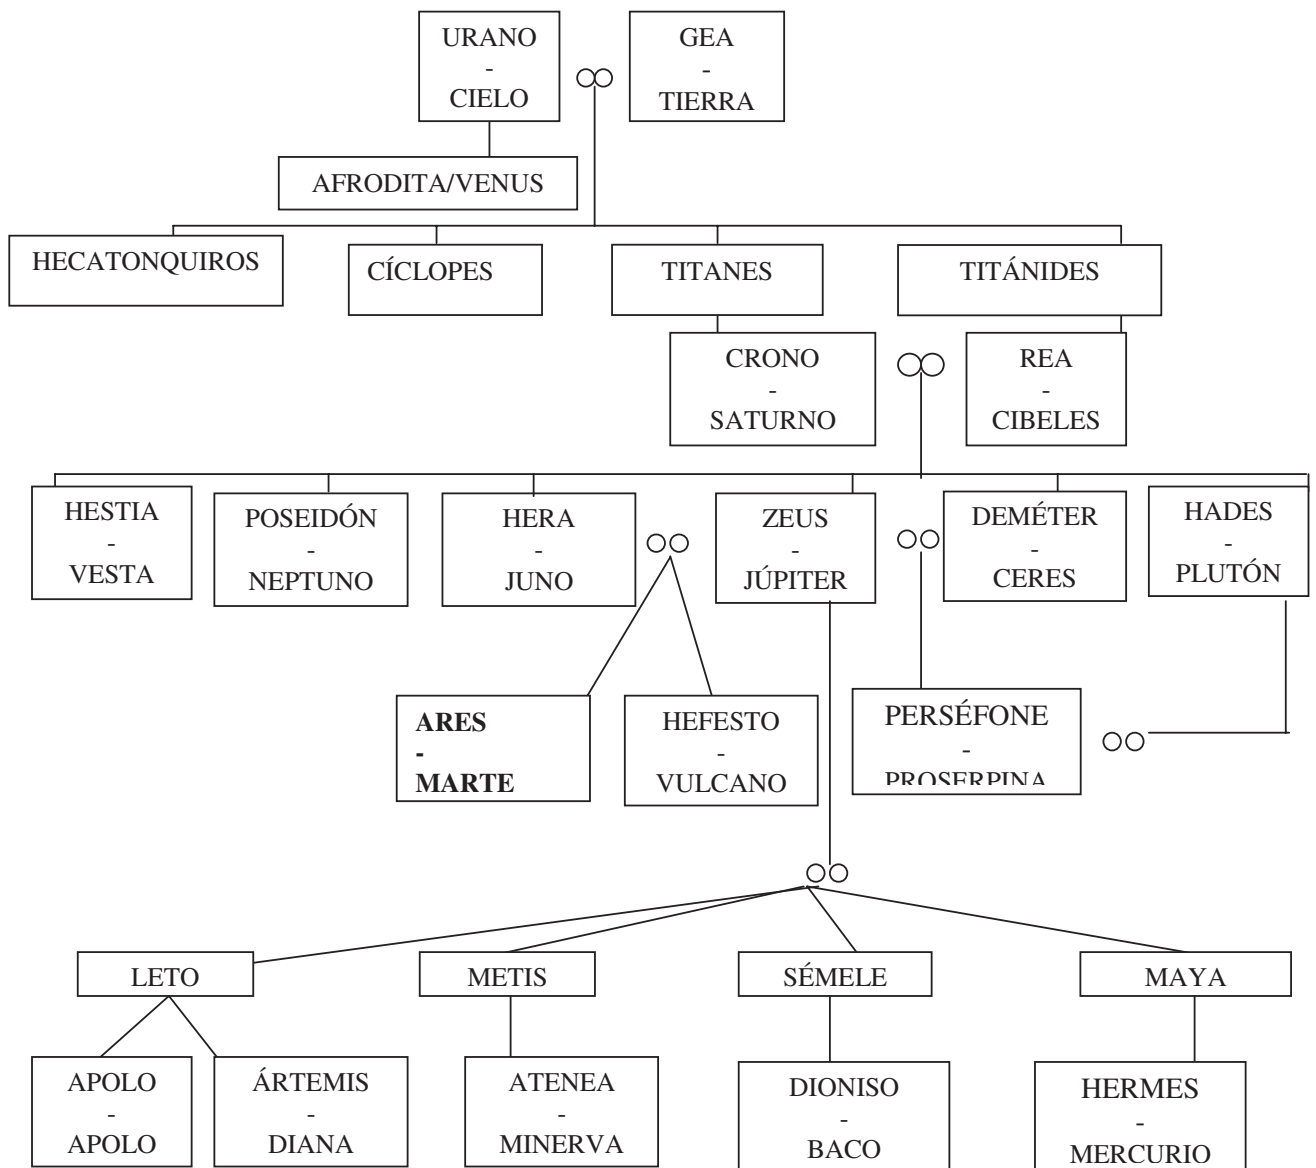 URANO
-
CIELO
GEA
-
TIERRA
AFRODITA/VENUS
HECATONQUIROS
CÍCLOPES
TITANES
TITÁNIDES
CRONO
-
SATURNO
REA
-
CIBELES
HESTIA
-
VESTA
POSEIDÓN
-
NEPTUNO
HERA
-
JUNO
ZEUS
-
JÚPITER
DEMÉTER
-
CERES
HADES
-
PLUTÓN
ARES
-
MARTE
HEFESTO
-
VULCANO
PERSÉFONE
-
PROSERPINA
LETO
METIS
SÉMELE
MAYA
APOLO
-
APOLO
ÁRTEMIS
-
DIANA
ATENEA
-
MINERVA
DIONISO
-
BACO
HERMES
-
MERCURIO